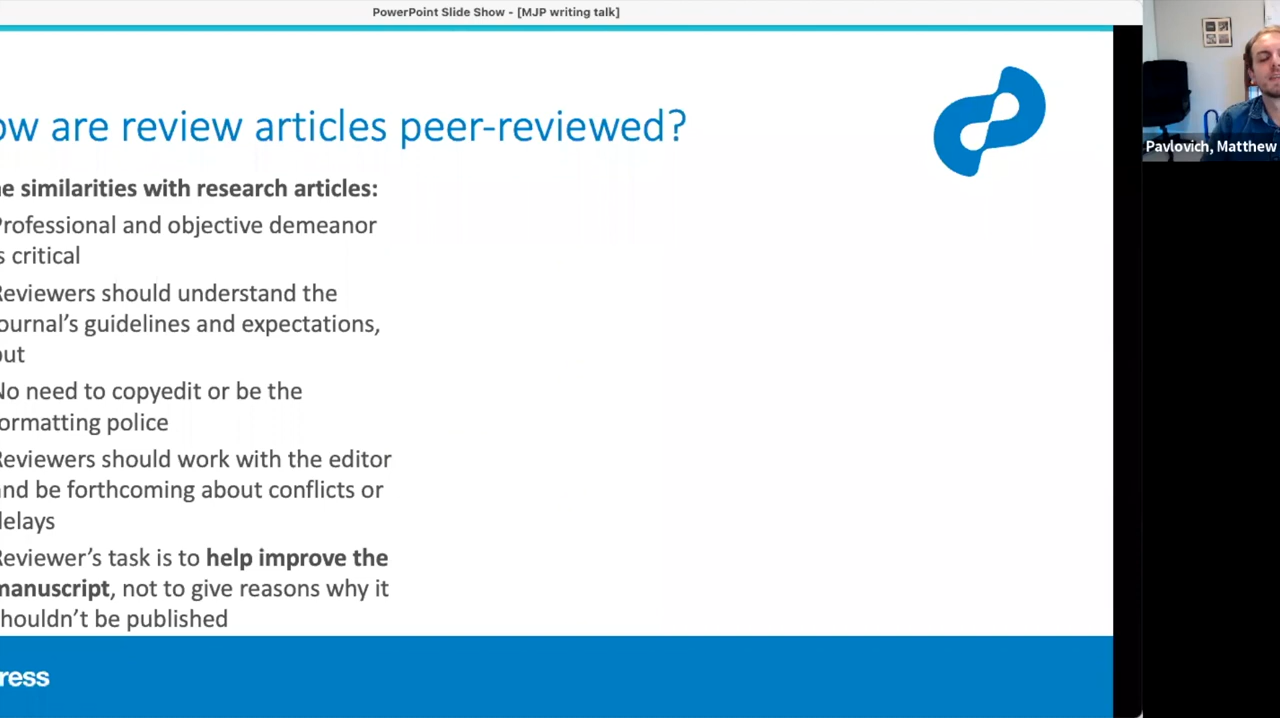 PowerPoint Slide Show - [MJP writing talk]
ow are review articles peer-reviewed?
e similarities with research articles:
Professional and objective demeanor
s critical
Reviewers should understand the
ournal's guidelines and expectations,
but
No need to copyedit or be the
ormatting police
Reviewers should work with the editor
and be forthcoming about conflicts or
delays
Reviewer's task is to help improve the
manuscript, not to give reasons why it
houldn't be published
ress
Pavlovich, Matthew